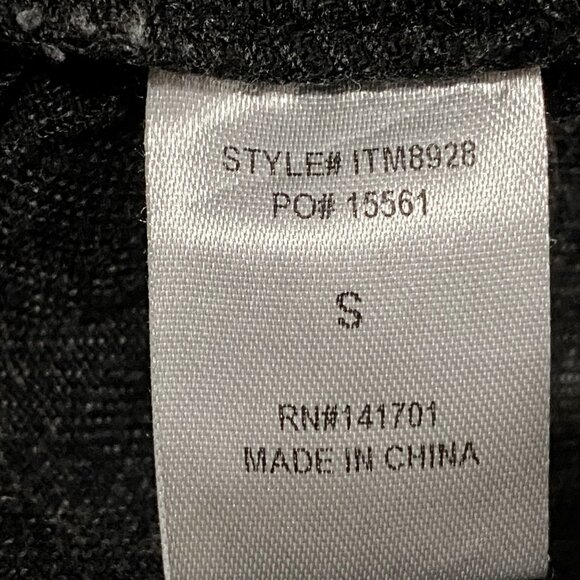 STYLE# ITM8928
PO# 15561
S
RN#141701
MADE IN CHINA